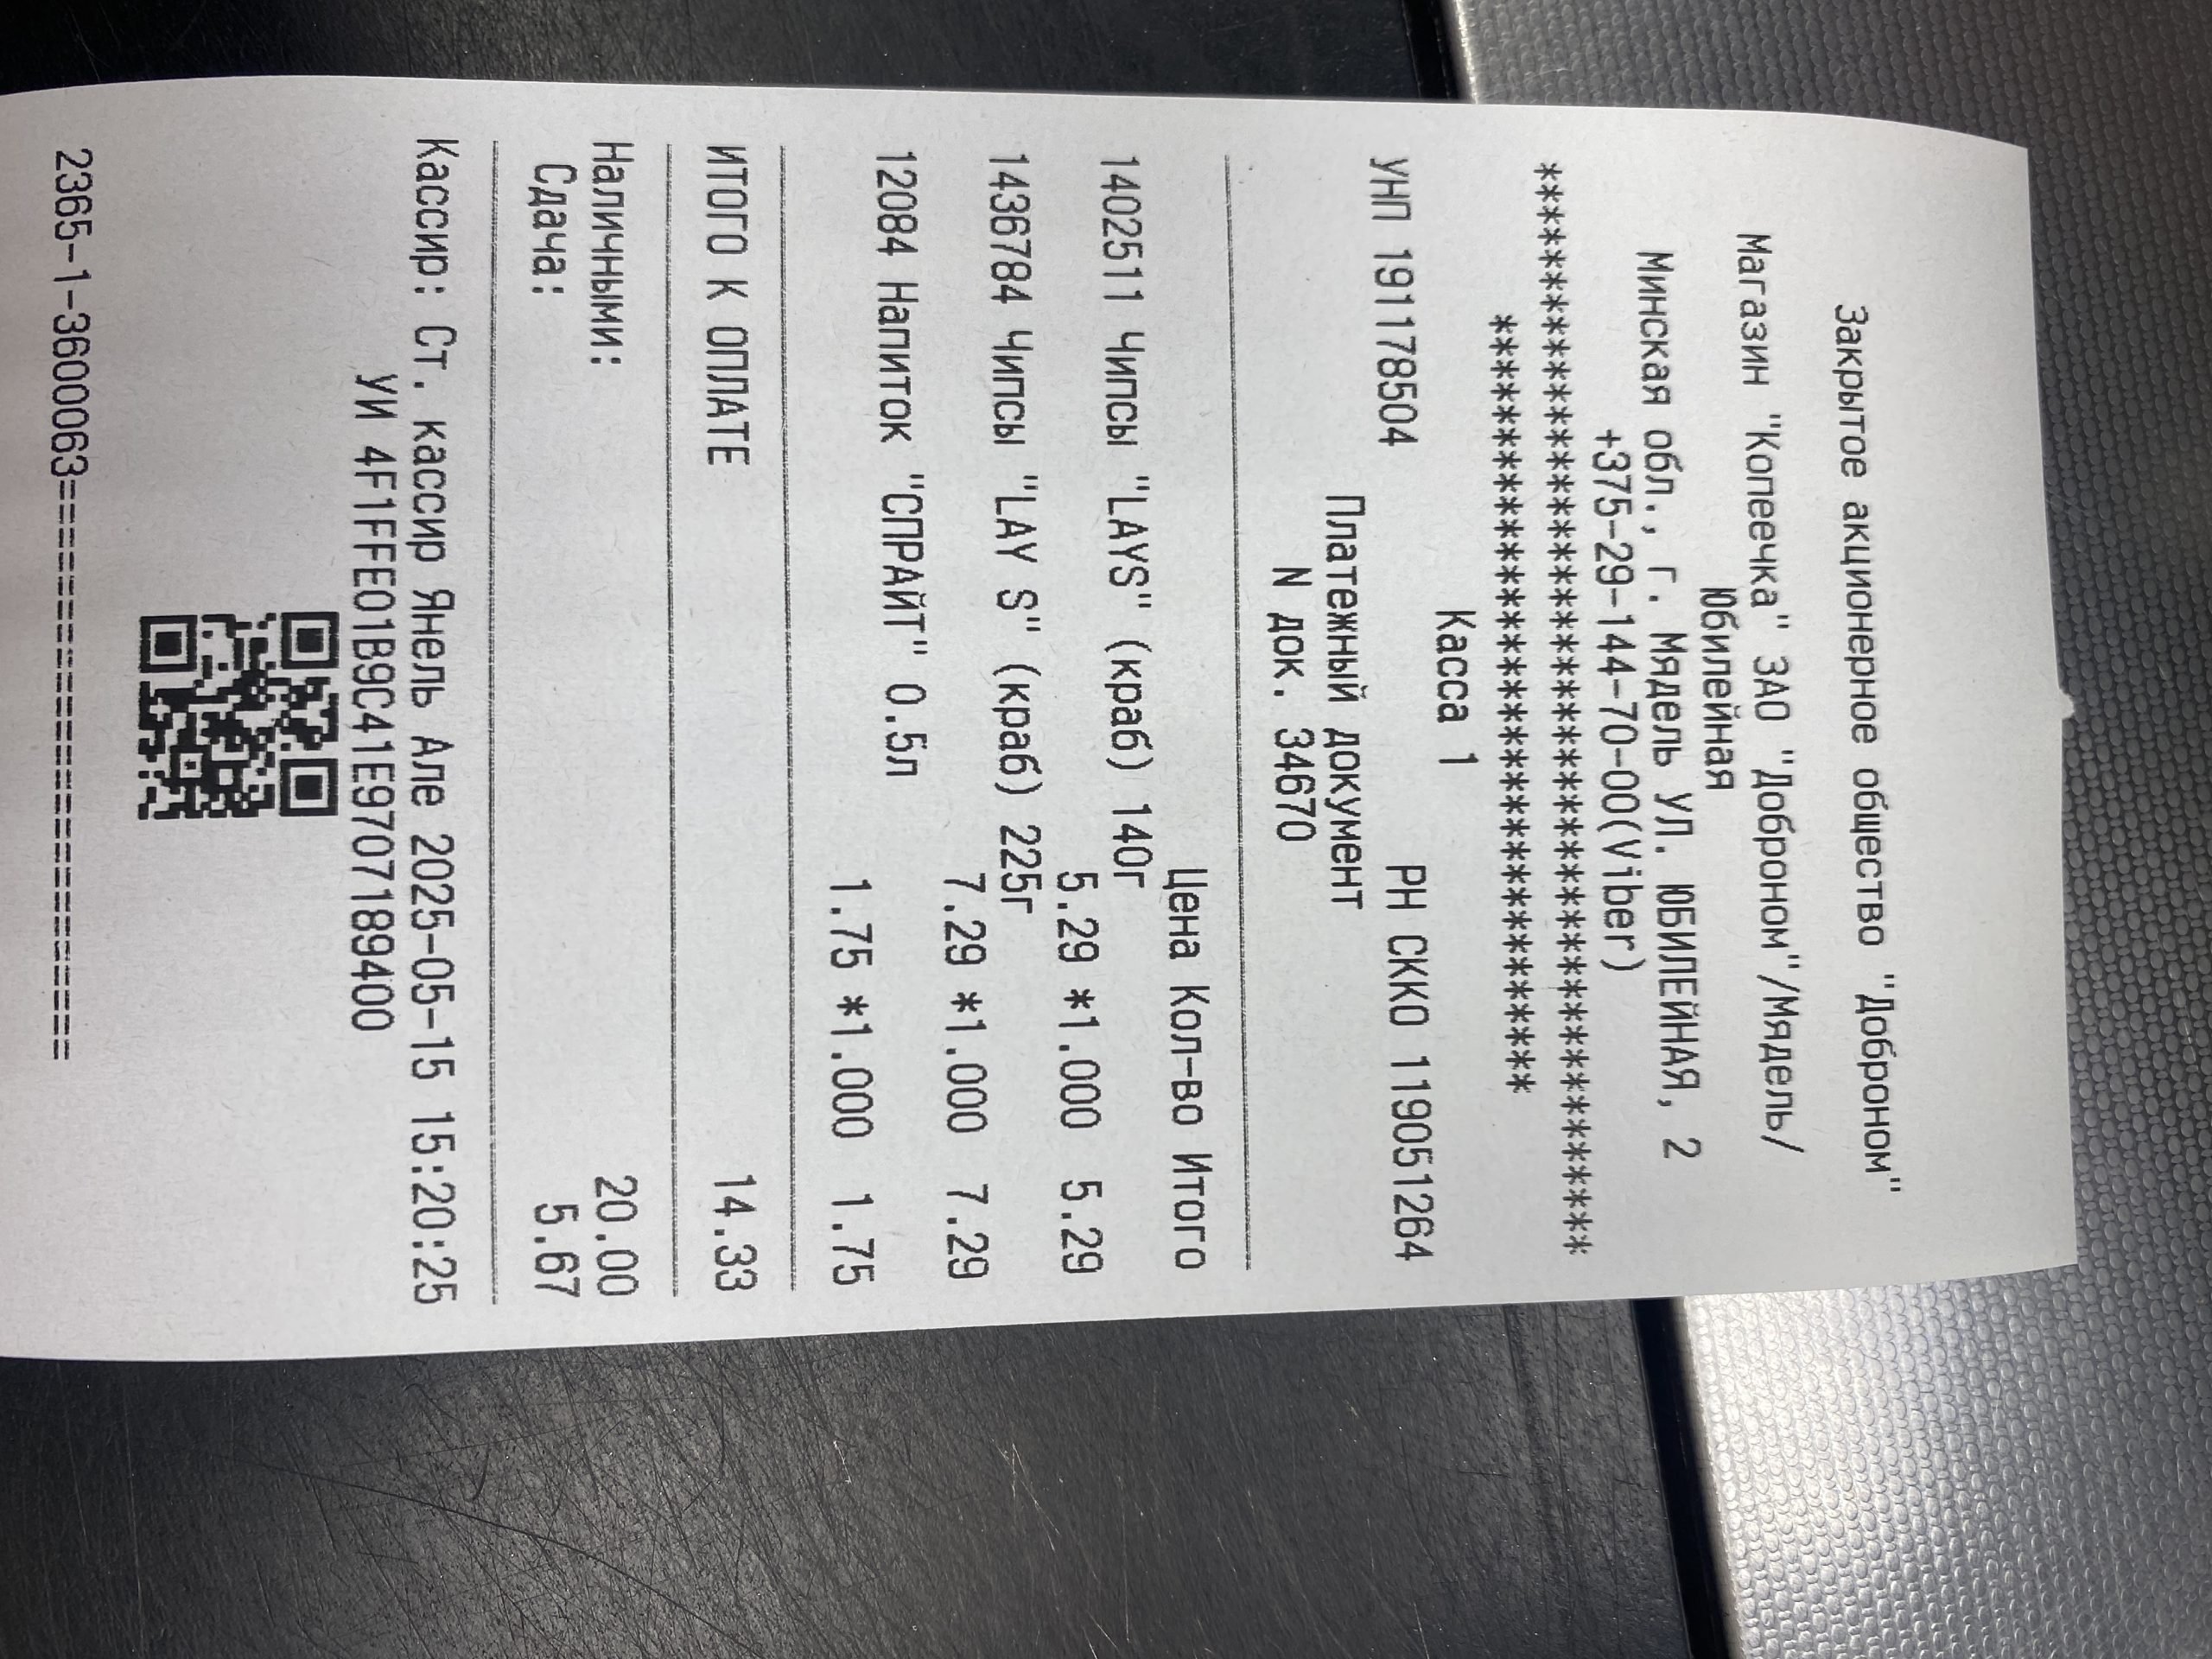 Закрытое акционерное общество "Доброном"
Магазин "Копеечка" ЗАО "Доброном"/Мядель/
Юбилейная
Минская обл., г. Мядель ул. ЮБИЛЕЙНАЯ, 2
+375-29-144-70-00(Viber)
******************************************
******************************
Касса 1
УНП 191178504 РН СККО 119051264
Платежный документ
N док. 34670
Цена Кол-во Итого
1402511 Чипсы "LAYS" (краб) 140г
5.29 *1.000 5.29
1436784 Чипсы "LAY S" (краб) 225г
7.29 *1.000 7.29
12084 Напиток "СПРАЙТ" 0.5л
1.75 *1.000 1.75
ИТОГО К ОПЛАТЕ 14.33
Наличными: 20.00
Сдача: 5.67
Кассир: Ст. кассир Янель Але 2025-05-15 15:20:25
УИ 4F1FFE01B9C41E9707189400
2365-1-3600063=======================